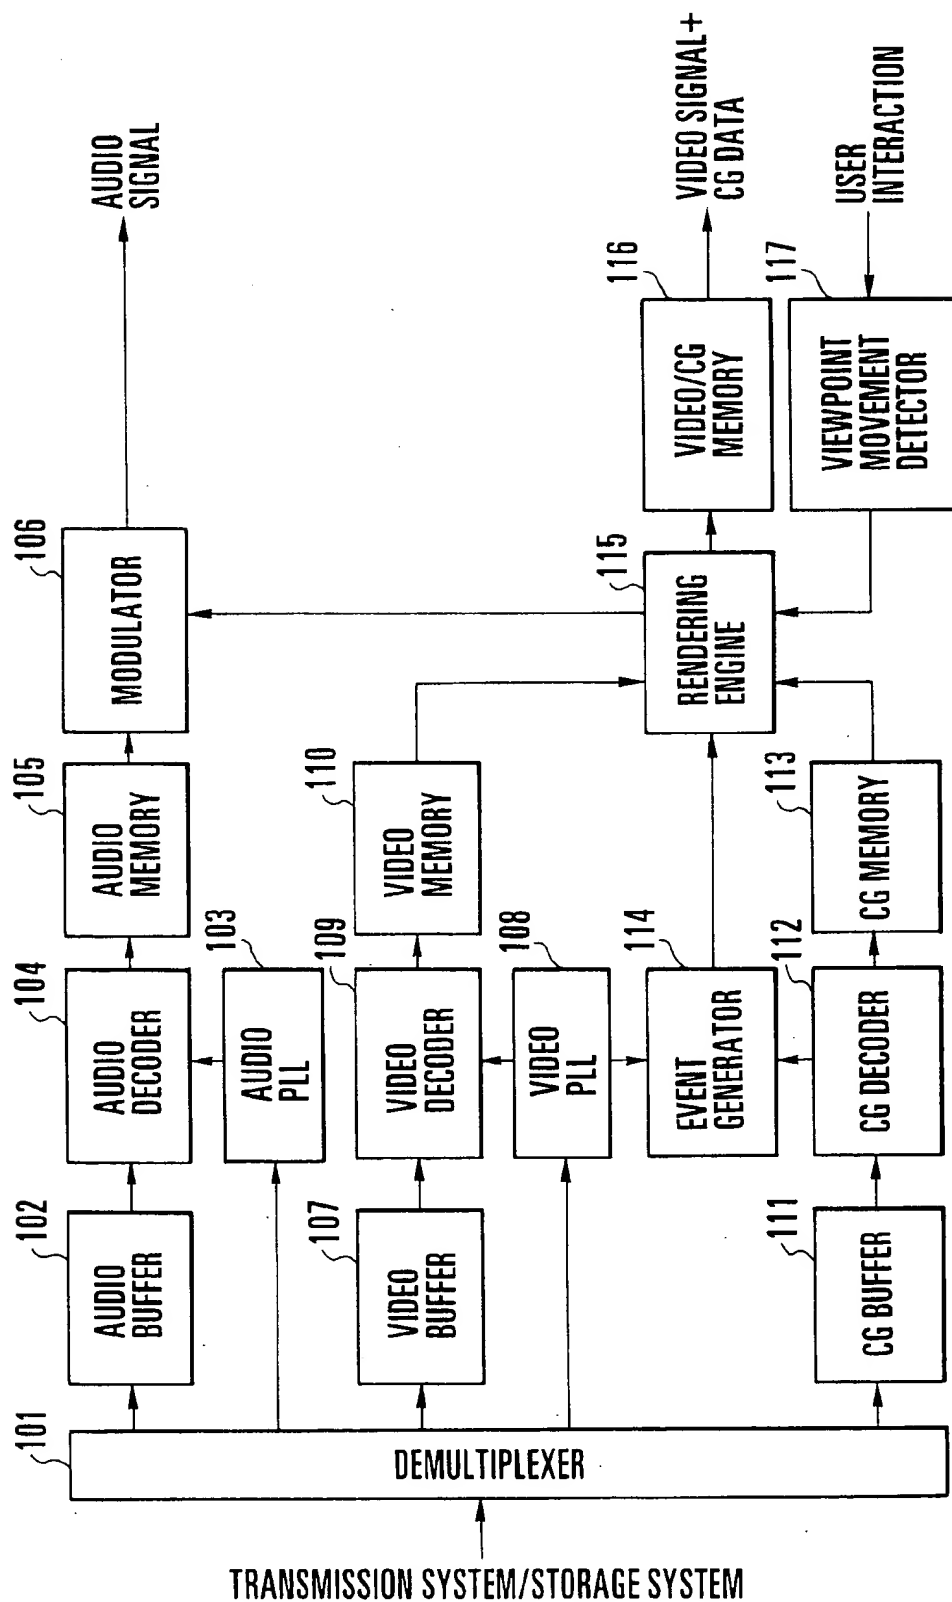 TRANSMISSION SYSTEM/STORAGE SYSTEM
101
DEMULTIPLEXER
102
AUDIO
BUFFER
104
AUDIO
DECODER
105
AUDIO
MEMORY
106
MODULATOR
AUDIO
SIGNAL
103
AUDIO
PLL
107
VIDEO
BUFFER
109
VIDEO
DECODER
110
VIDEO
MEMORY
108
VIDEO
PLL
114
EVENT
GENERATOR
115
RENDERING
ENGINE
116
VIDEO/CG
MEMORY
VIDEO SIGNAL+
CG DATA
111
CG BUFFER
112
CG DECODER
113
CG MEMORY
117
VIEWPOINT
MOVEMENT
DETECTOR
USER
INTERACTION